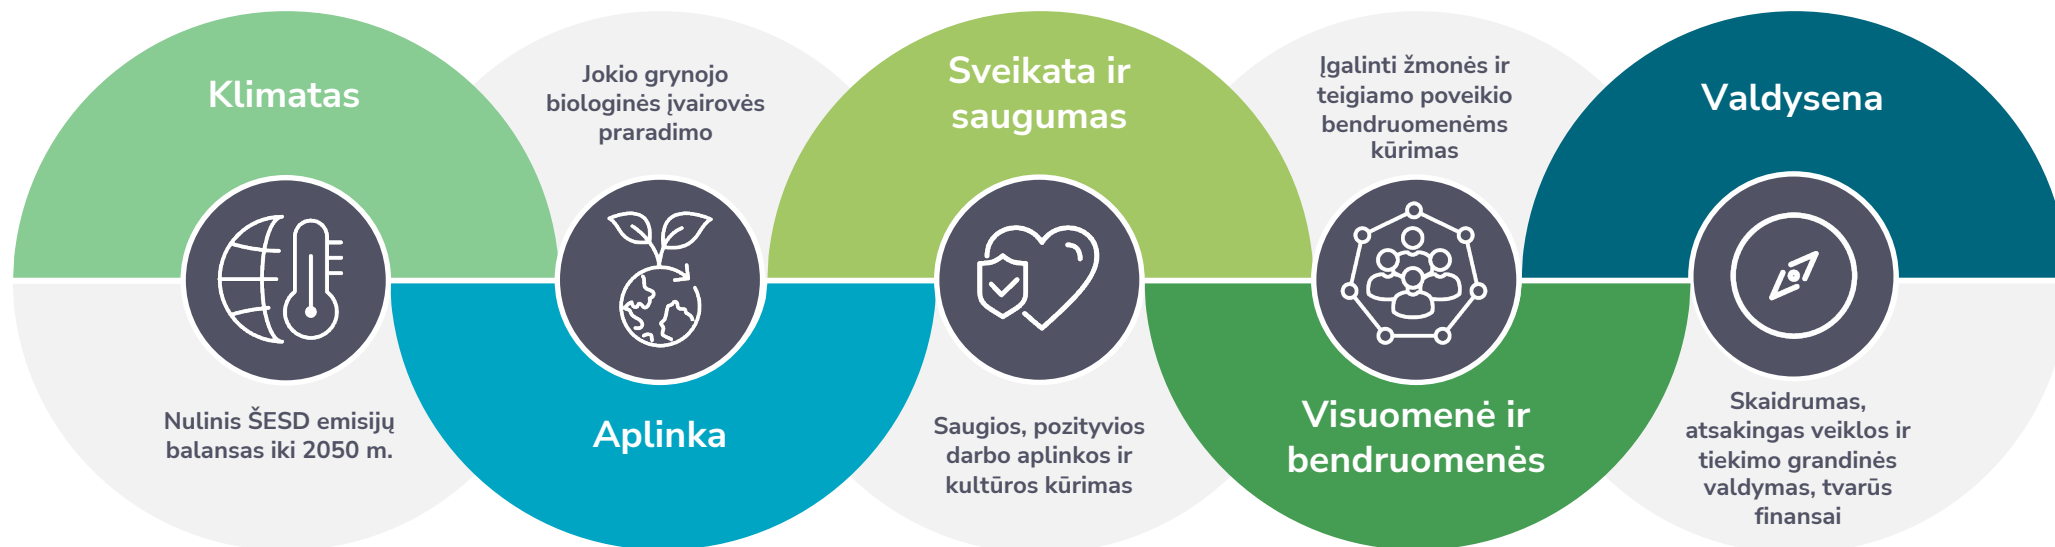 Klimatas
Nulinis ŠESD emisijų
balansas iki 2050 m.
Jokio grynojo
biologinės įvairovės
praradimo
Aplinka
Sveikata ir
saugumas
Saugios, pozityvios
darbo aplinkos ir
kultūros kūrimas
Įgalinti žmonės ir
teigiamo poveikio
bendruomenėms
kūrimas
Visuomenė ir
bendruomenės
Valdysena
Skaidrumas,
atsakingas veiklos ir
tiekimo grandinės
valdymas, tvarūs
finansai